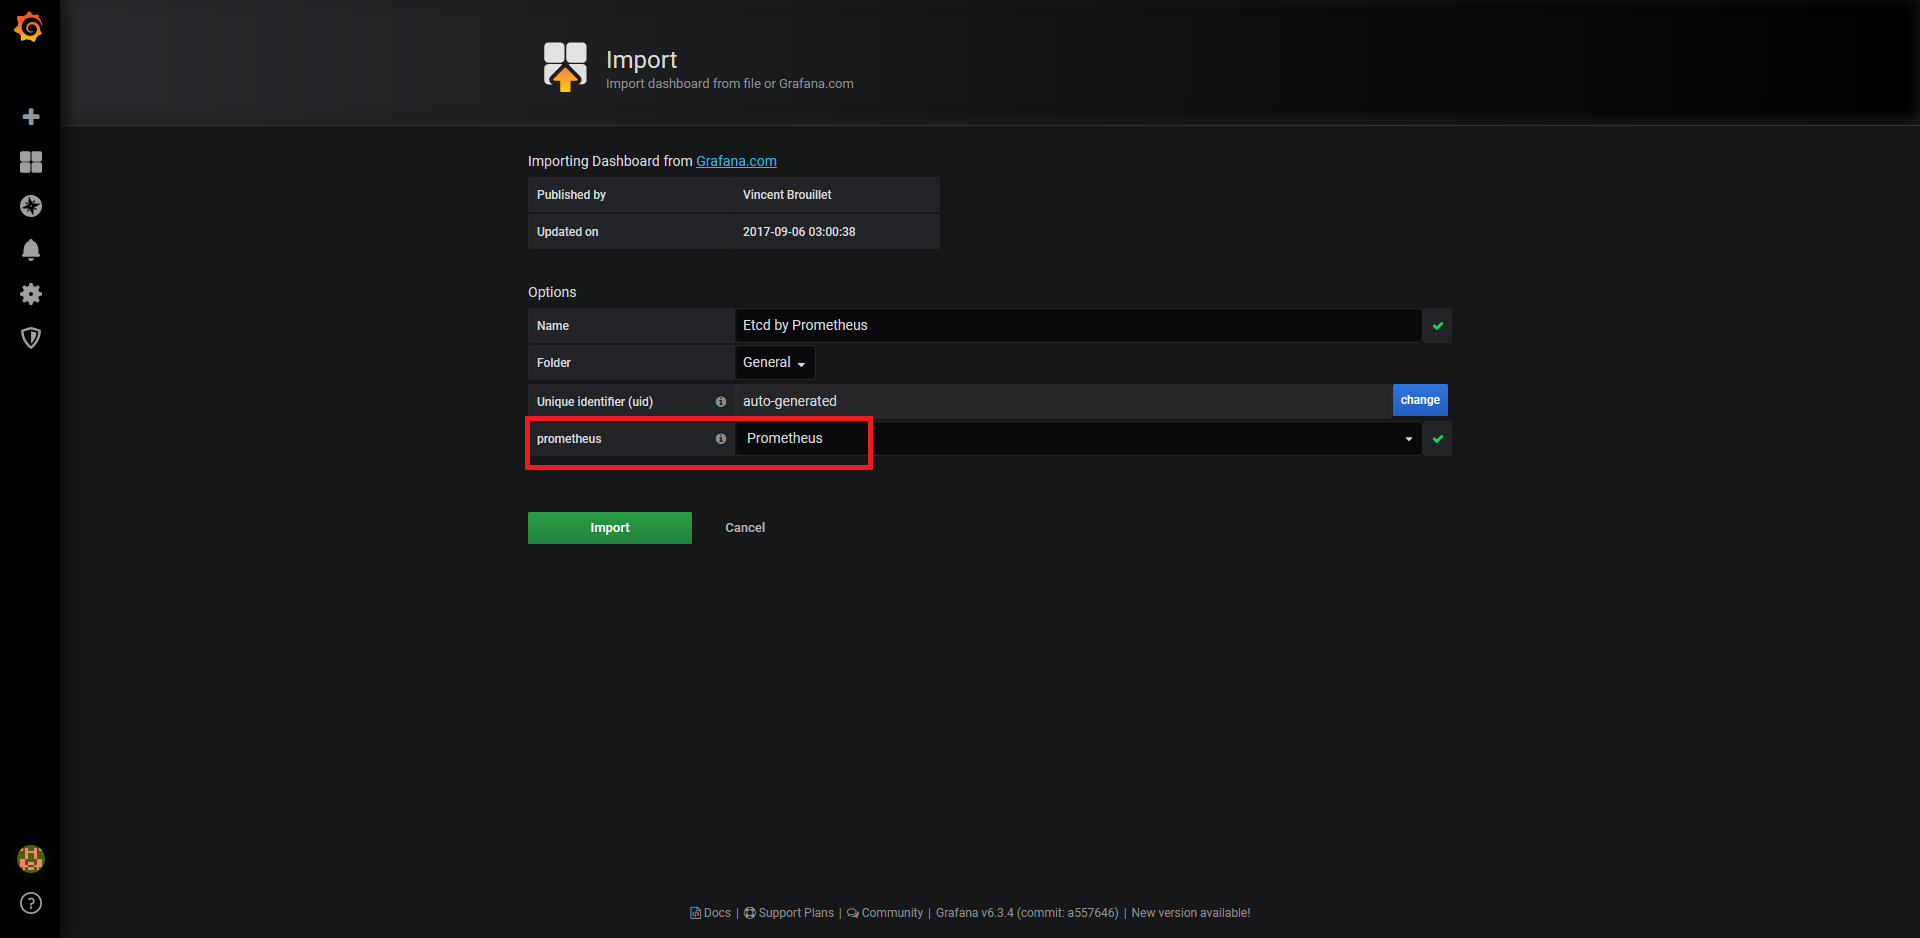 Import
Import dashboard from file or Grafana.com
Importing Dashboard from Grafana.com
Published by Vincent Brouillet
Updated on 2017-09-06 03:00:38
Options
Name Etcd by Prometheus
Folder General
Unique identifier (uid) auto-generated change
prometheus Prometheus
Import Cancel
Docs | Support Plans | Community | Grafana v6.3.4 (commit: a557646) | New version available!